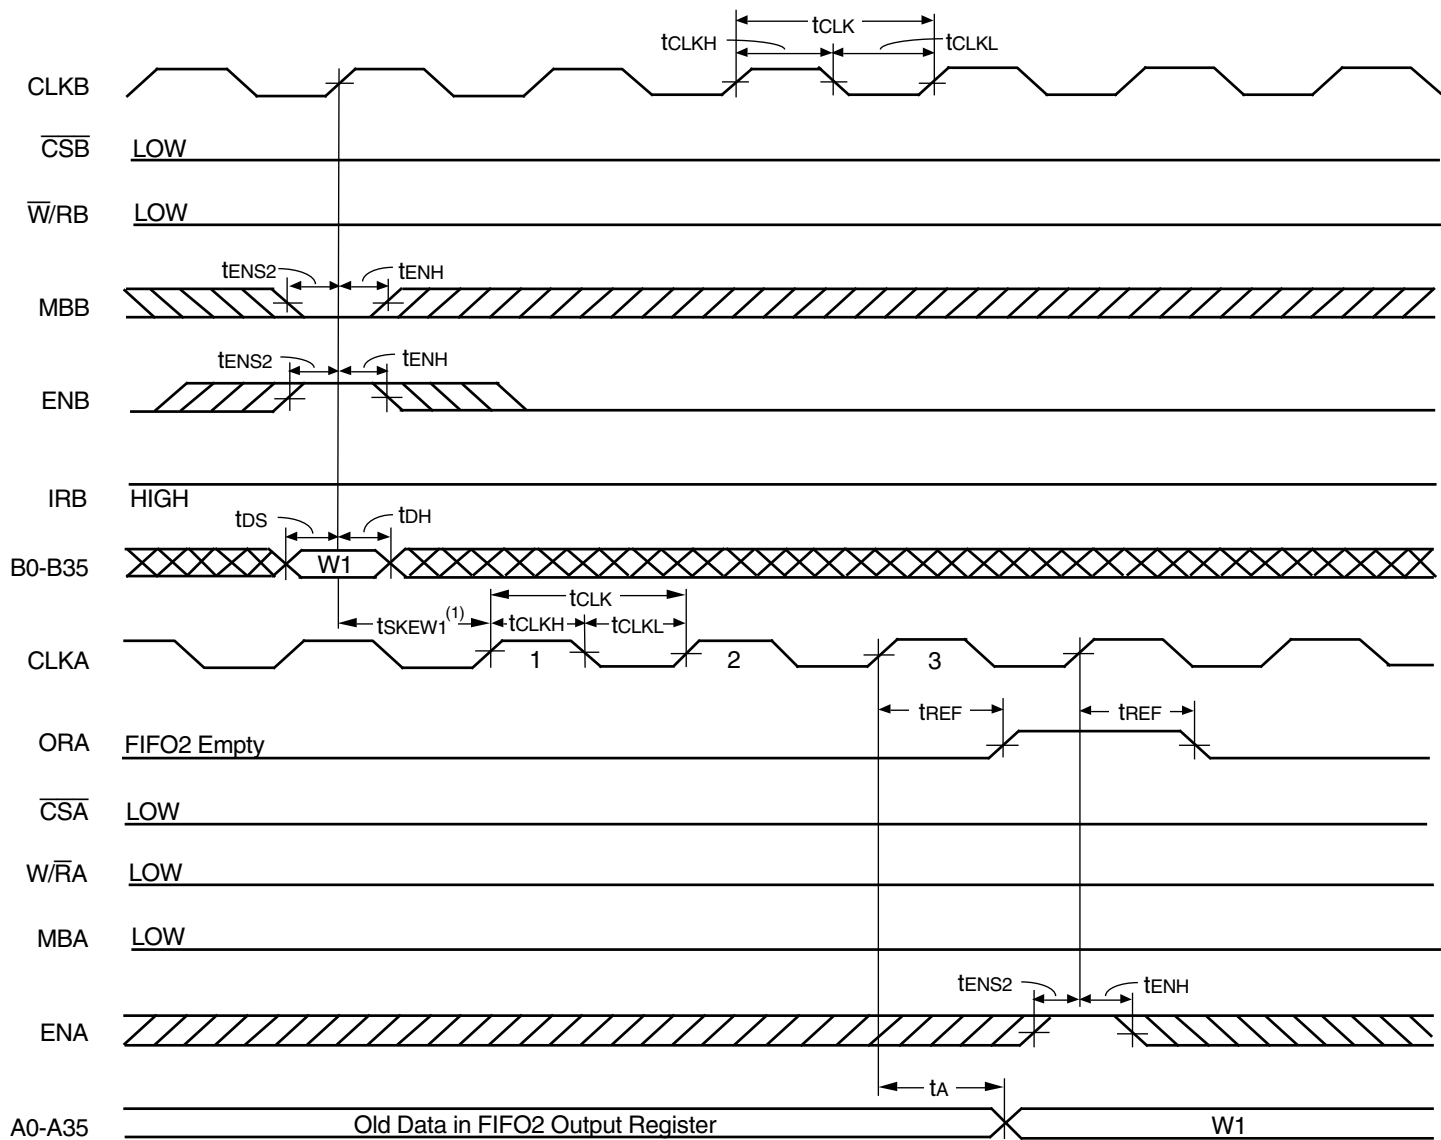 tCLK
tCLKH tCLKL
CLKB
CSB LOW
W/RB LOW
tENS2 tENH
MBB
tENS2 tENH
ENB
IRB HIGH
tDS tDH
B0-B35 W1
tCLK
tSKEW1(1) tCLKH tCLKL
CLKA 1 2 3
tREF tREF
ORA FIFO2 Empty
CSA LOW
W/RA LOW
MBA LOW
tENS2 tENH
ENA
tA
A0-A35 Old Data in FIFO2 Output Register W1